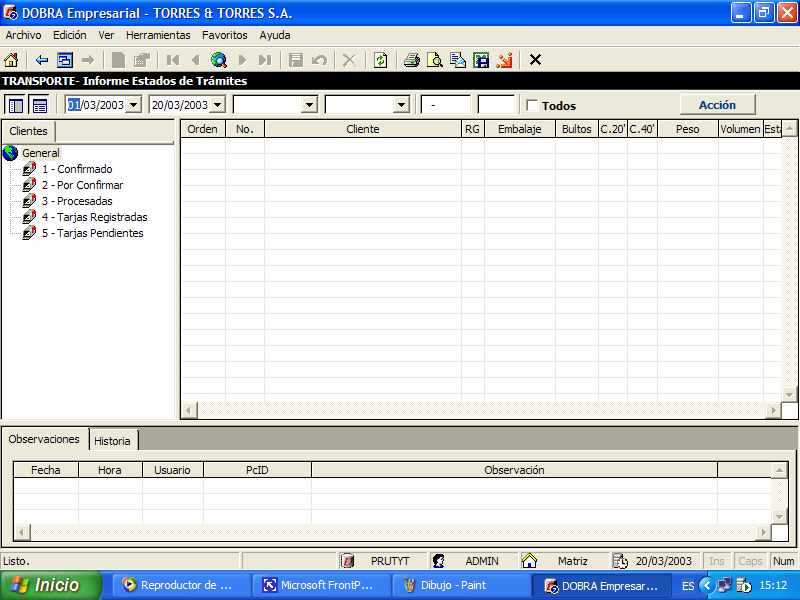 DOBRA Empresarial - TORRES & TORRES S.A.
Archivo Edición Ver Herramientas Favoritos Ayuda
TRANSPORTE- Informe Estados de Trámites
01/03/2003 20/03/2003 - Todos Acción
Clientes
Orden No. Cliente RG Embalaje Bultos C.20' C.40' Peso Volumen Est
General
1 - Confirmado
2 - Por Confirmar
3 - Procesadas
4 - Tarjas Registradas
5 - Tarjas Pendientes
Observaciones Historia
Fecha Hora Usuario PcID Observación
Listo. PRUTYT ADMIN Matriz 20/03/2003 Ins Caps Num
Inicio Reproductor de ... Microsoft FrontP... Dibujo - Paint DOBRA Empresar... ES 15:12